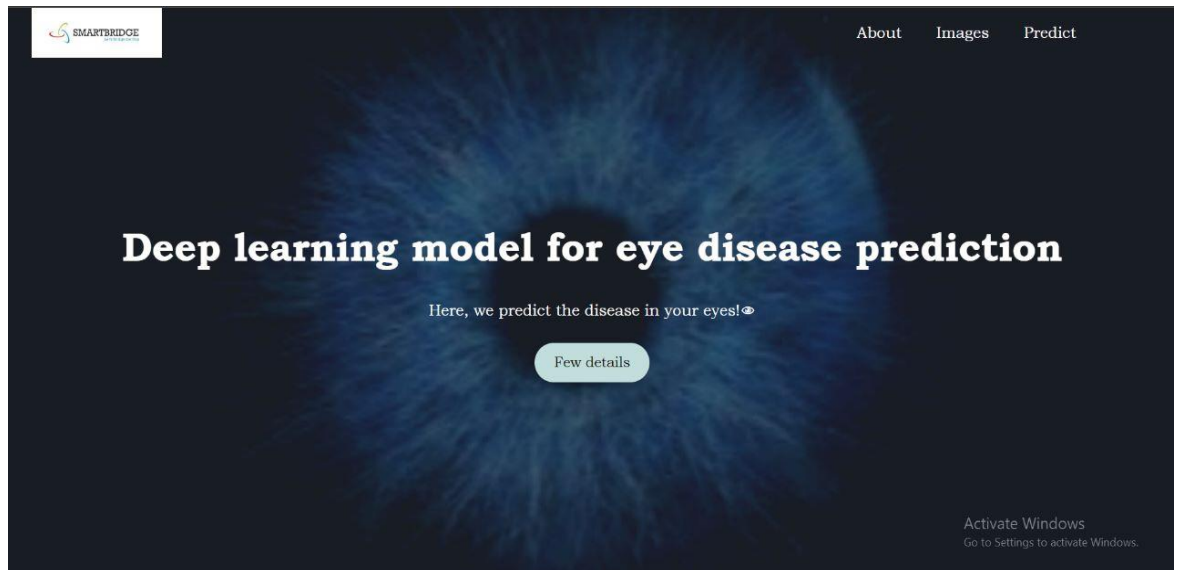 SMARTBRIDGE
About Images Predict
Deep learning model for eye disease prediction
Here, we predict the disease in your eyes!
Few details
Activate Windows
Go to Settings to activate Windows.